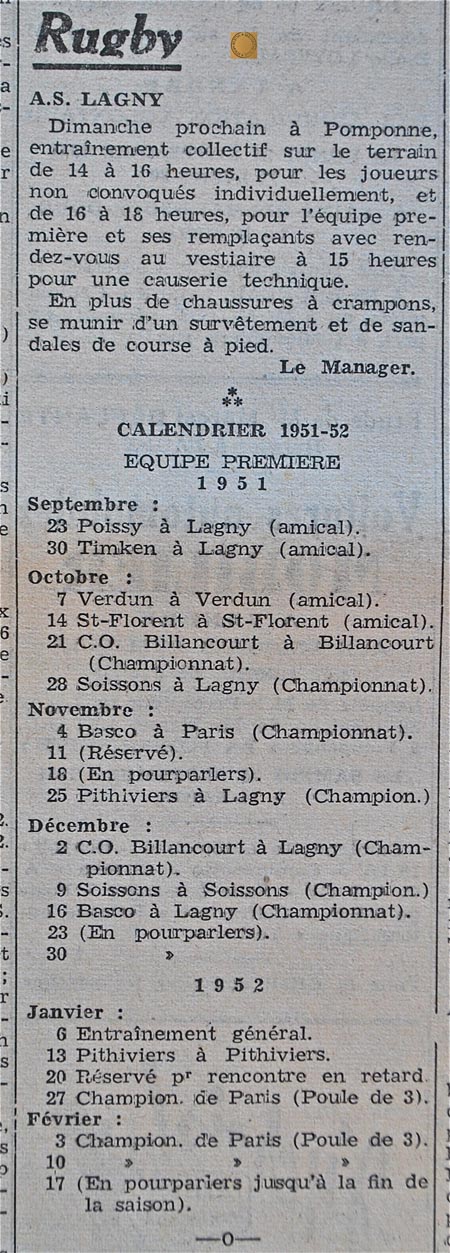 Rugby
A.S. LAGNY
Dimanche prochain à Pomponne,
entraînement collectif sur le terrain
de 14 à 16 heures, pour les joueurs
non convoqués individuellement, et
de 16 à 18 heures, pour l'équipe pre-
mière et ses remplaçants avec ren-
dez-vous au vestiaire à 15 heures
pour une causerie technique.
En plus de chaussures à crampons,
se munir d'un survêtement et de san-
dales de course à pied.
Le Manager.
***
CALENDRIER 1951-52
EQUIPE PREMIERE
1951
Septembre :
23 Poissy à Lagny (amical).
30 Timken à Lagny (amical).
Octobre :
7 Verdun à Verdun (amical).
14 St-Florent à St-Florent (amical).
21 C.O. Billancourt à Billancourt
(Championnat).
28 Soissons à Lagny (Championnat).
Novembre :
4 Basco à Paris (Championnat).
11 (Réservé).
18 (En pourparlers).
25 Pithiviers à Lagny (Champion.)
Décembre :
2 C.O. Billancourt à Lagny (Cham-
pionnat).
9 Soissons à Soissons (Champion.)
16 Basco à Lagny (Championnat).
23 (En pourparlers).
30 »
1952
Janvier :
6 Entraînement général.
13 Pithiviers à Pithiviers.
20 Réservé pr rencontre en retard.
27 Champion. de Paris (Poule de 3).
Février :
3 Champion. de Paris (Poule de 3).
10 » » »
17 (En pourparlers jusqu'à la fin de
la saison).
—o—